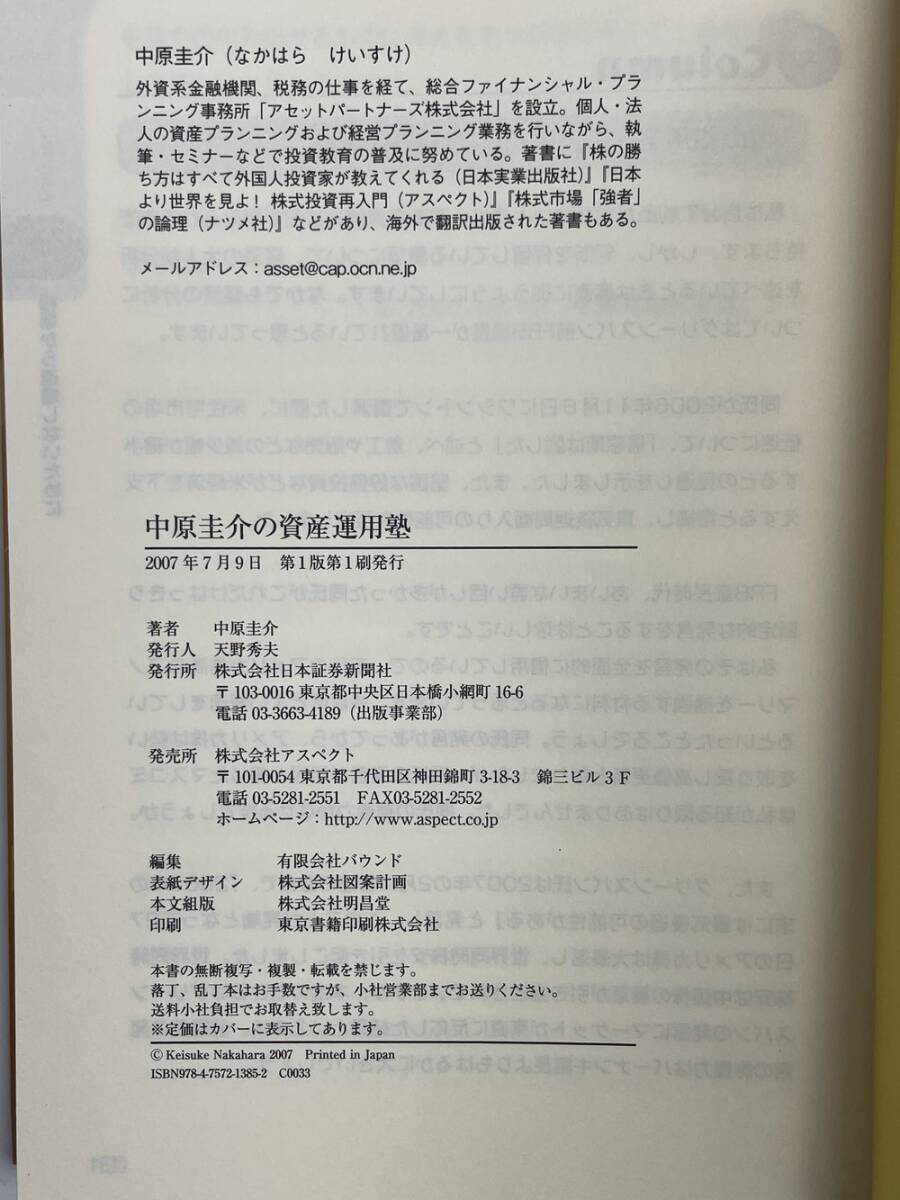 中原圭介（なかはら　けいすけ）
外資系金融機関、税務の仕事を経て、総合ファイナンシャル・プラ
ンニング事務所「アセットパートナーズ株式会社」を設立。個人・法
人の資産プランニングおよび経営プランニング業務を行いながら、執
筆・セミナーなどで投資教育の普及に努めている。著書に『株の勝
ち方はすべて外国人投資家が教えてくれる（日本実業出版社）』『日本
より世界を見よ！ 株式投資再入門（アスペクト）』『株式市場「強者」
の論理（ナツメ社）』などがあり、海外で翻訳出版された著書もある。
メールアドレス：asset@cap.ocn.ne.jp
中原圭介の資産運用塾
2007年7月9日　第1版第1刷発行
著者　中原圭介
発行人　天野秀夫
発行所　株式会社日本証券新聞社
〒103-0016 東京都中央区日本橋小網町 16-6
電話 03-3663-4189（出版事業部）
発売所　株式会社アスペクト
〒101-0054 東京都千代田区神田錦町 3-18-3　錦三ビル 3 F
電話 03-5281-2551　FAX03-5281-2552
ホームページ：http://www.aspect.co.jp
編集　有限会社バウンド
表紙デザイン　株式会社図案計画
本文組版　株式会社明昌堂
印刷　東京書籍印刷株式会社
本書の無断複写・複製・転載を禁じます。
落丁、乱丁本はお手数ですが、小社営業部までお送りください。
送料小社負担でお取替え致します。
※定価はカバーに表示してあります。
© Keisuke Nakahara 2007　Printed in Japan
ISBN978-4-7572-1385-2　C0033